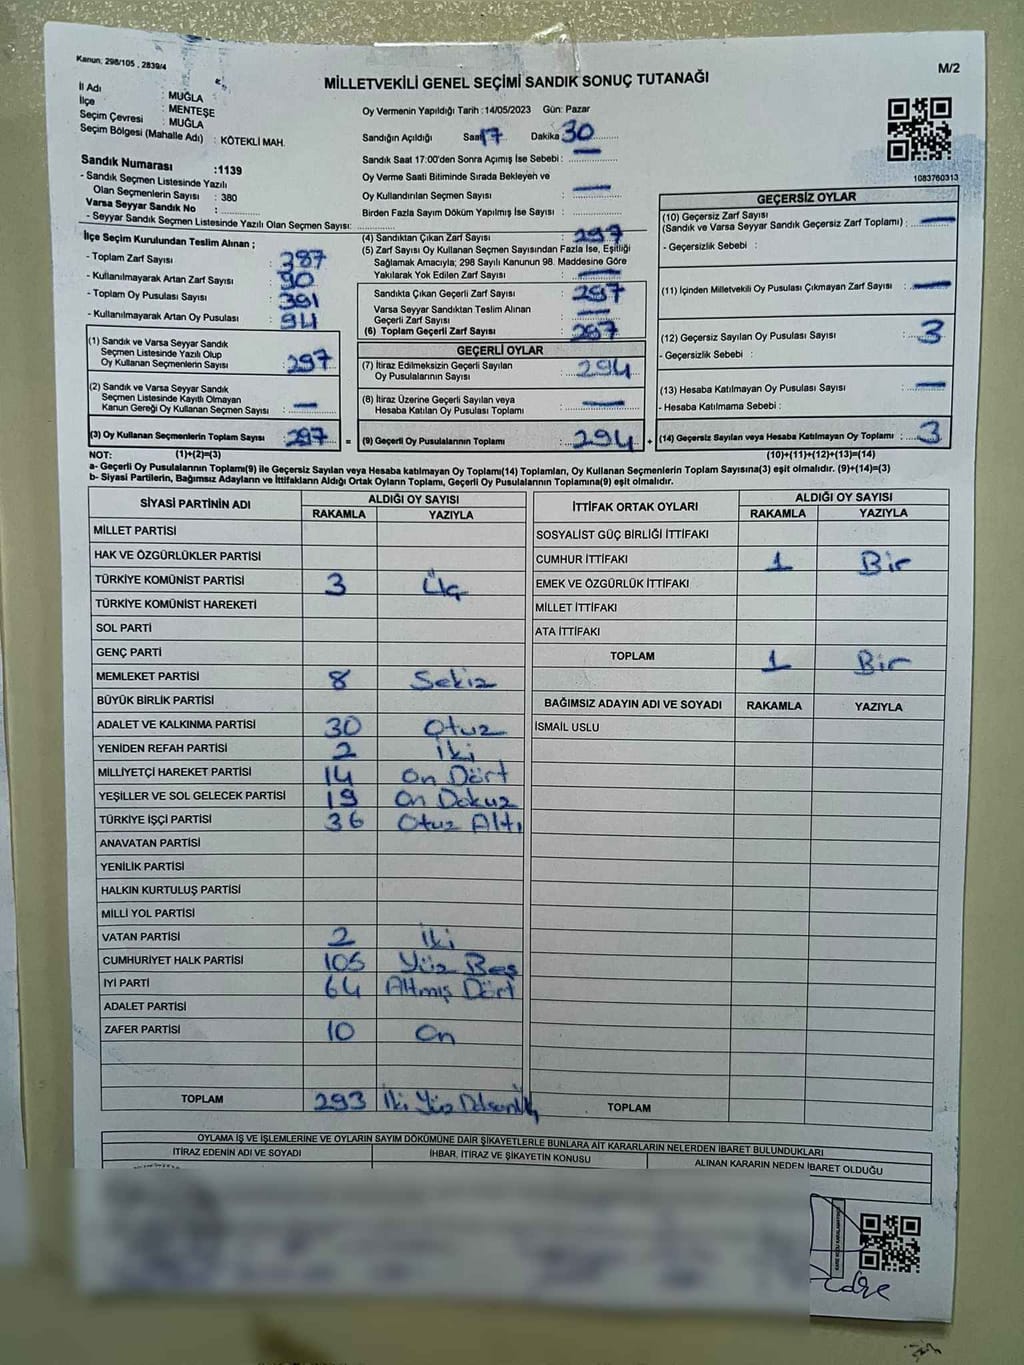 Kanun; 298/105 , 2839/4
M/2
MİLLETVEKİLİ GENEL SEÇİMİ SANDIK SONUÇ TUTANAĞI
İl Adı : MUĞLA
İlçe : MENTEŞE
Seçim Çevresi : MUĞLA
Seçim Bölgesi (Mahalle Adı) : KÖTEKLİ MAH.
Sandık Numarası :1139
- Sandık Seçmen Listesinde Yazılı
Olan Seçmenlerin Sayısı : 380
Varsa Seyyar Sandık No :
- Seyyar Sandık Seçmen Listesinde Yazılı Olan Seçmen Sayısı:
Oy Vermenin Yapıldığı Tarih :14/05/2023 Gün: Pazar
Sandığın Açıldığı Saat 17 Dakika 30
Sandık Saat 17:00'den Sonra Açımış İse Sebebi : —
Oy Verme Saati Bitiminde Sırada Bekleyen ve
Oy Kullandırılan Seçmen Sayısı : —
Birden Fazla Sayım Döküm Yapılmış İse Sayısı :
1083760313
İlçe Seçim Kurulundan Teslim Alınan ;
- Toplam Zarf Sayısı : 387
- Kullanılmayarak Artan Zarf Sayısı : 90
- Toplam Oy Pusulası Sayısı : 391
- Kullanılmayarak Artan Oy Pusulası : 94
(1) Sandık ve Varsa Seyyar Sandık
Seçmen Listesinde Yazılı Olup
Oy Kullanan Seçmenlerin Sayısı : 297
(2) Sandık ve Varsa Seyyar Sandık
Seçmen Listesinde Kayıtlı Olmayan
Kanun Gereği Oy Kullanan Seçmen Sayısı : —
(3) Oy Kullanan Seçmenlerin Toplam Sayısı : 297
(4) Sandıktan Çıkan Zarf Sayısı : 297
(5) Zarf Sayısı Oy Kullanan Seçmen Sayısından Fazla İse, Eşitliği
Sağlamak Amacıyla; 298 Sayılı Kanunun 98. Maddesine Göre
Yakılarak Yok Edilen Zarf Sayısı : —
Sandıkta Çıkan Geçerli Zarf Sayısı : 297
Varsa Seyyar Sandıktan Teslim Alınan
Geçerli Zarf Sayısı : —
(6) Toplam Geçerli Zarf Sayısı : 297
GEÇERLİ OYLAR
(7) İtiraz Edilmeksizin Geçerli Sayılan
Oy Pusulalarının Sayısı : 294
(8) İtiraz Üzerine Geçerli Sayılan veya
Hesaba Katılan Oy Pusulası Toplamı : —
= (9) Geçerli Oy Pusulalarının Toplamı : 294 +
GEÇERSİZ OYLAR
(10) Geçersiz Zarf Sayısı
(Sandık ve Varsa Seyyar Sandık Geçersiz Zarf Toplamı) : —
- Geçersizlik Sebebi :
(11) İçinden Milletvekili Oy Pusulası Çıkmayan Zarf Sayısı : —
(12) Geçersiz Sayılan Oy Pusulası Sayısı : 3
- Geçersizlik Sebebi :
(13) Hesaba Katılmayan Oy Pusulası Sayısı : —
- Hesaba Katılmama Sebebi :
(14) Geçersiz Sayılan veya Hesaba Katılmayan Oy Toplamı : 3
NOT: (1)+(2)=(3) (10)+(11)+(12)+(13)=(14)
a- Geçerli Oy Pusulalarının Toplamı(9) ile Geçersiz Sayılan veya Hesaba katılmayan Oy Toplamı(14) Toplamları, Oy Kullanan Seçmenlerin Toplam Sayısına(3) eşit olmalıdır. (9)+(14)=(3)
b- Siyasi Partilerin, Bağımsız Adayların ve İttifakların Aldığı Ortak Oyların Toplamı, Geçerli Oy Pusulalarının Toplamına(9) eşit olmalıdır.
SİYASİ PARTİNİN ADI ALDIĞI OY SAYISI
RAKAMLA YAZIYLA
MİLLET PARTİSİ
HAK VE ÖZGÜRLÜKLER PARTİSİ
TÜRKİYE KOMÜNİST PARTİSİ 3 Üç
TÜRKİYE KOMÜNİST HAREKETİ
SOL PARTİ
GENÇ PARTİ
MEMLEKET PARTİSİ 8 Sekiz
BÜYÜK BİRLİK PARTİSİ
ADALET VE KALKINMA PARTİSİ 30 Otuz
YENİDEN REFAH PARTİSİ 2 İki
MİLLİYETÇİ HAREKET PARTİSİ 14 On Dört
YEŞİLLER VE SOL GELECEK PARTİSİ 19 On Dokuz
TÜRKİYE İŞÇİ PARTİSİ 36 Otuz Altı
ANAVATAN PARTİSİ
YENİLİK PARTİSİ
HALKIN KURTULUŞ PARTİSİ
MİLLİ YOL PARTİSİ
VATAN PARTİSİ 2 İki
CUMHURİYET HALK PARTİSİ 105 Yüz Beş
İYİ PARTİ 64 Altmış Dört
ADALET PARTİSİ
ZAFER PARTİSİ 10 On
TOPLAM 293 İki Yüz
İTTİFAK ORTAK OYLARI ALDIĞI OY SAYISI
RAKAMLA YAZIYLA
SOSYALİST GÜÇ BİRLİĞİ İTTİFAKI
CUMHUR İTTİFAKI 1 Bir
EMEK VE ÖZGÜRLÜK İTTİFAKI
MİLLET İTTİFAKI
ATA İTTİFAKI
TOPLAM 1 Bir
BAĞIMSIZ ADAYIN ADI VE SOYADI RAKAMLA YAZIYLA
İSMAİL USLU
TOPLAM
OYLAMA İŞ VE İŞLEMLERİNE VE OYLARIN SAYIM DÖKÜMÜNE DAİR ŞİKAYETLERLE BUNLARA AİT KARARLARIN NELERDEN İBARET BULUNDUKLARI
İTİRAZ EDENİN ADI VE SOYADI İHBAR, İTİRAZ VE ŞİKAYETİN KONUSU ALINAN KARARIN NEDEN İBARET OLDUĞU